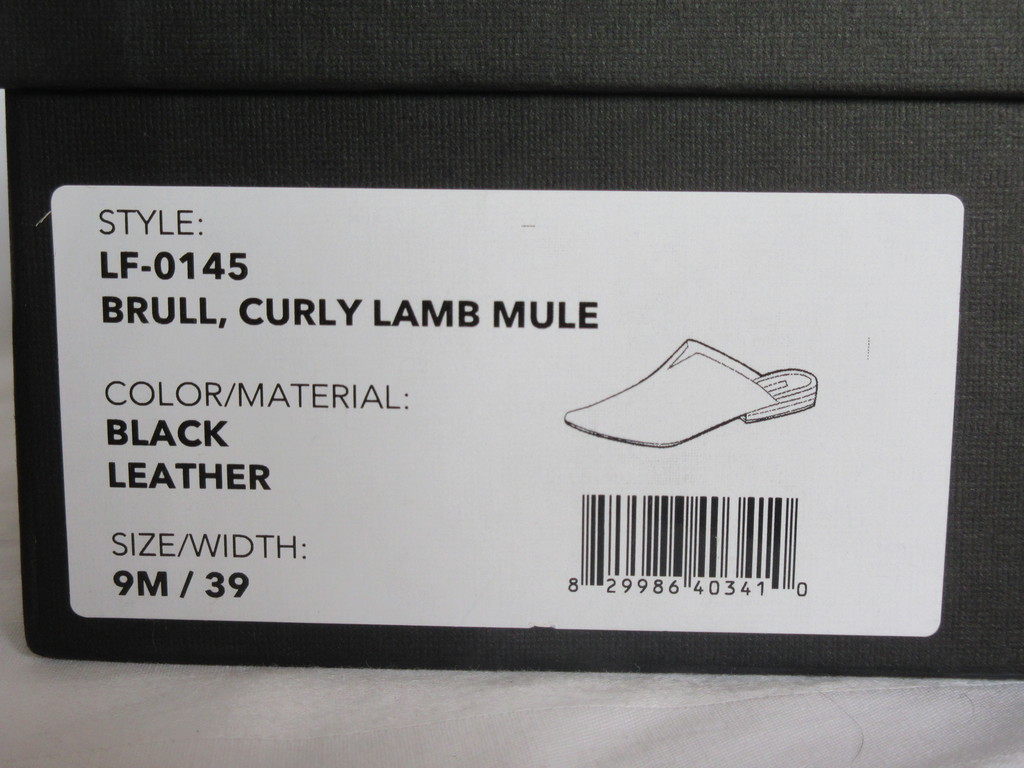 STYLE:
LF-0145
BRULL, CURLY LAMB MULE
COLOR/MATERIAL:
BLACK
LEATHER
SIZE/WIDTH:
9M / 39
8 29986 40341 0